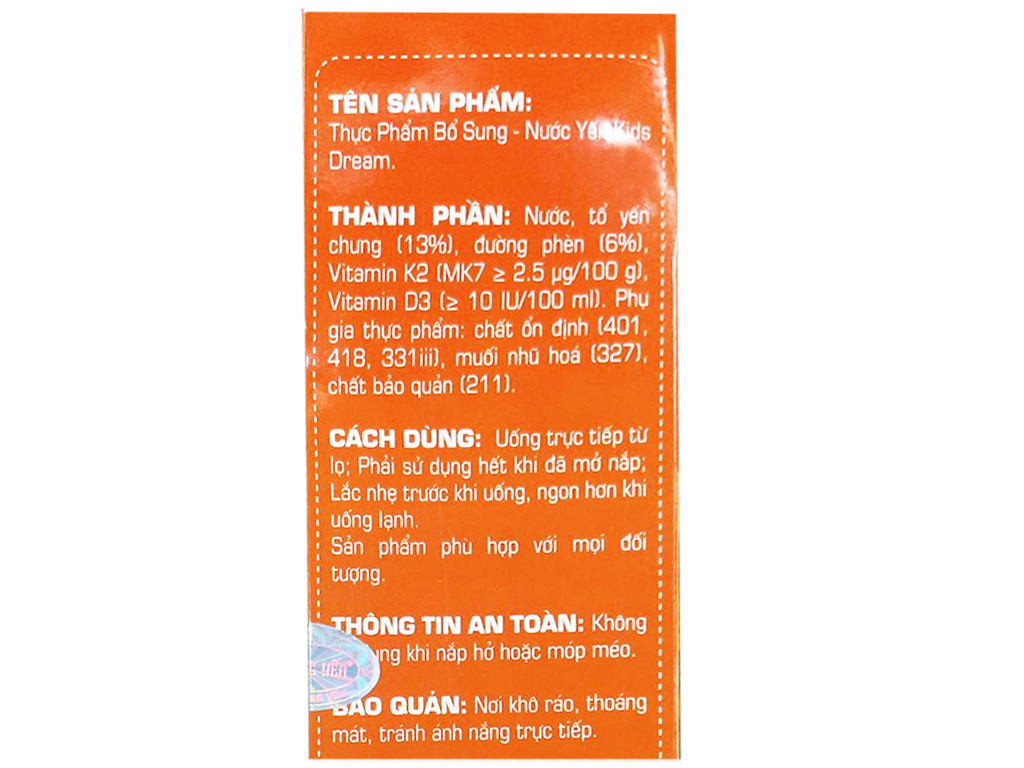 TÊN SẢN PHẨM:
Thực Phẩm Bổ Sung - Nước Yến Kids
Dream.
THÀNH PHẦN: Nước, tổ yến
chưng (13%), đường phèn (6%),
Vitamin K2 (MK7 ≥ 2.5 µg/100 g),
Vitamin D3 (≥ 10 IU/100 ml). Phụ
gia thực phẩm: chất ổn định (401,
418, 331iii), muối nhũ hoá (327),
chất bảo quản (211).
CÁCH DÙNG: Uống trực tiếp từ
lọ; Phải sử dụng hết khi đã mở nắp;
Lắc nhẹ trước khi uống, ngon hơn khi
uống lạnh.
Sản phẩm phù hợp với mọi đối
tượng.
THÔNG TIN AN TOÀN: Không
khi nắp hở hoặc móp méo.
BẢO QUẢN: Nơi khô ráo, thoáng
mát, tránh ánh nắng trực tiếp.